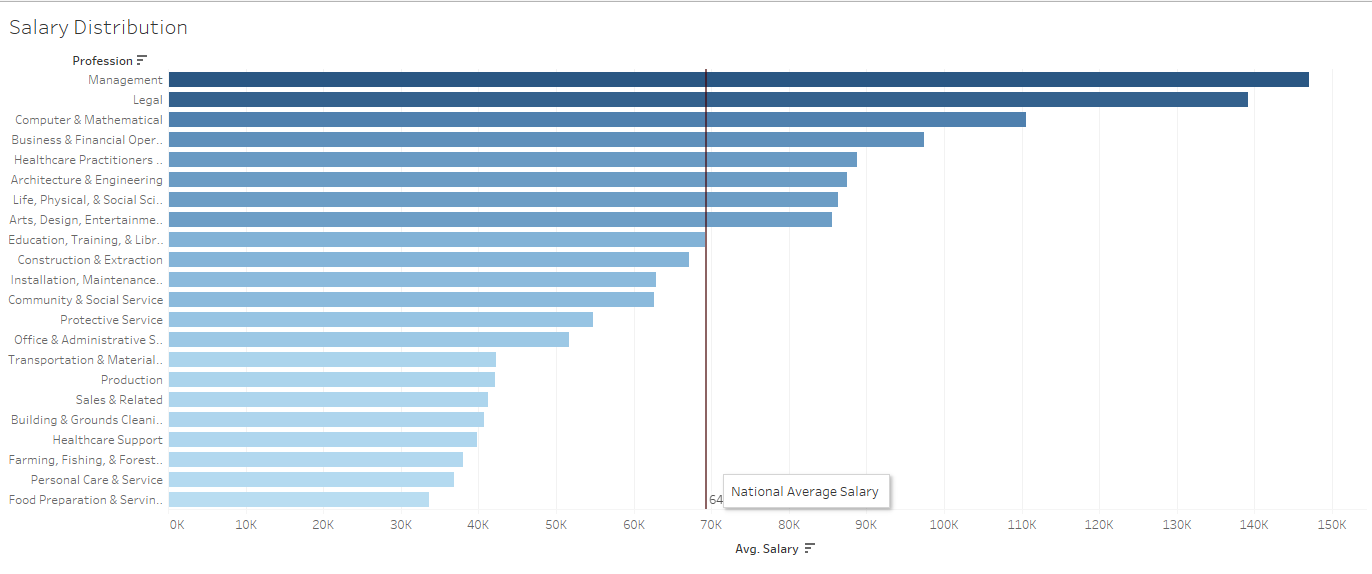 Salary Distribution
Profession
Management
Legal
Computer & Mathematical
Business & Financial Oper..
Healthcare Practitioners ..
Architecture & Engineering
Life, Physical, & Social Sci..
Arts, Design, Entertainme..
Education, Training, & Libr..
Construction & Extraction
Installation, Maintenance..
Community & Social Service
Protective Service
Office & Administrative S..
Transportation & Material..
Production
Sales & Related
Building & Grounds Cleani..
Healthcare Support
Farming, Fishing, & Forest..
Personal Care & Service
Food Preparation & Servin..
64
National Average Salary
0K 10K 20K 30K 40K 50K 60K 70K 80K 90K 100K 110K 120K 130K 140K 150K
Avg. Salary